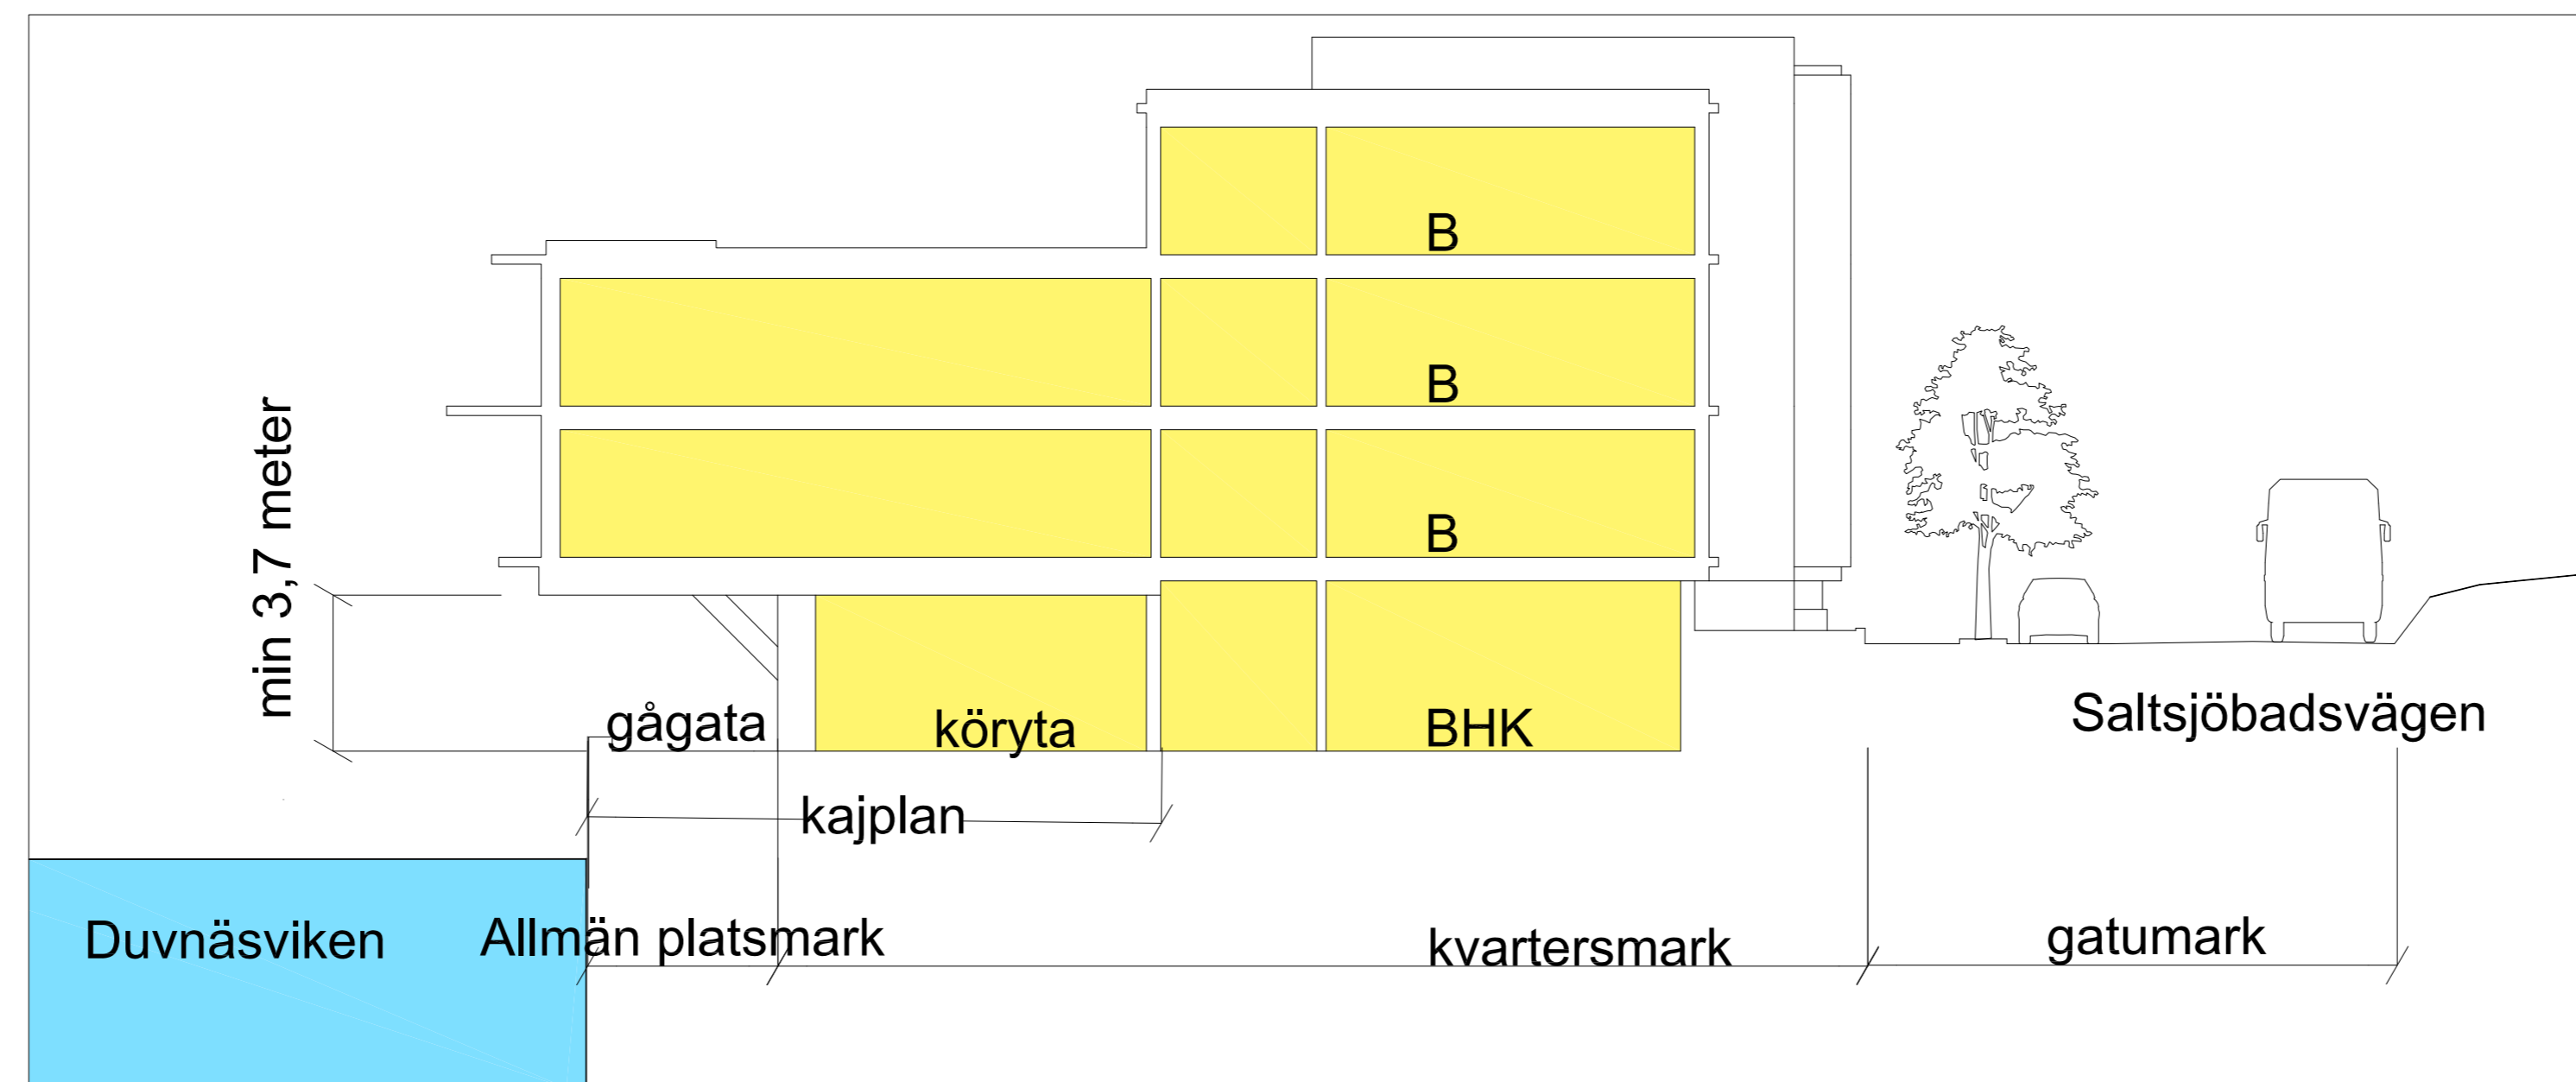 B
B
min 3,7 meter
B
gågata
köryta
BHK
Saltsjöbadsvägen
kajplan
Duvnäsviken
Allmän platsmark
kvartersmark
gatumark